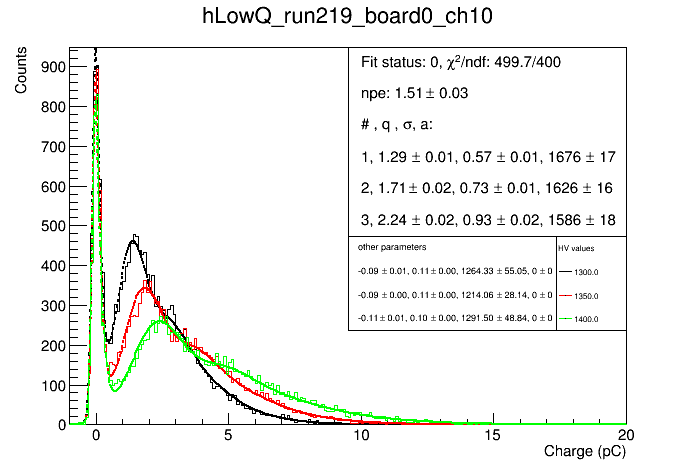 hLowQ_run219_board0_ch10
Counts
900
800
700
600
500
400
300
200
100
0
0 5 10 15 20
Charge (pC)
Fit status: 0, χ²/ndf: 499.7/400
npe: 1.51 ± 0.03
# , q , σ, a:
1, 1.29 ± 0.01, 0.57 ± 0.01, 1676 ± 17
2, 1.71 ± 0.02, 0.73 ± 0.01, 1626 ± 16
3, 2.24 ± 0.02, 0.93 ± 0.02, 1586 ± 18
other parameters
-0.09 ± 0.01, 0.11 ± 0.00, 1264.33 ± 55.05, 0 ± 0
-0.09 ± 0.00, 0.11 ± 0.00, 1214.06 ± 28.14, 0 ± 0
-0.11 ± 0.01, 0.10 ± 0.00, 1291.50 ± 48.84, 0 ± 0
HV values
1300.0
1350.0
1400.0